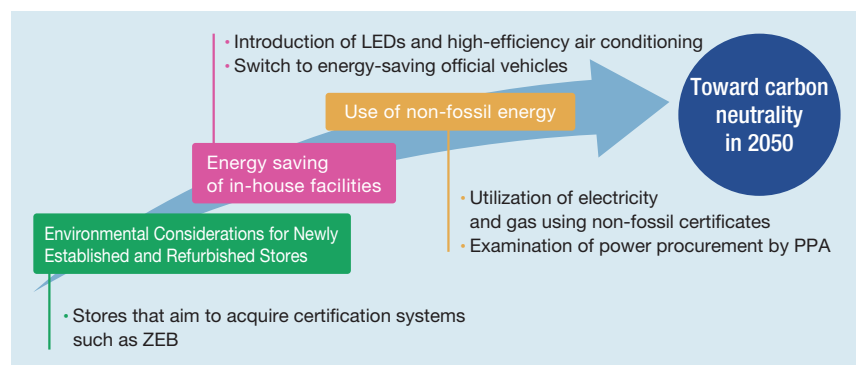 • Introduction of LEDs and high-efficiency air conditioning
• Switch to energy-saving official vehicles
Toward carbon
neutrality
in 2050
Use of non-fossil energy
Energy saving
of in-house facilities
• Utilization of electricity
and gas using non-fossil certificates
• Examination of power procurement by PPA
Environmental Considerations for Newly
Established and Refurbished Stores
• Stores that aim to acquire certification systems
such as ZEB